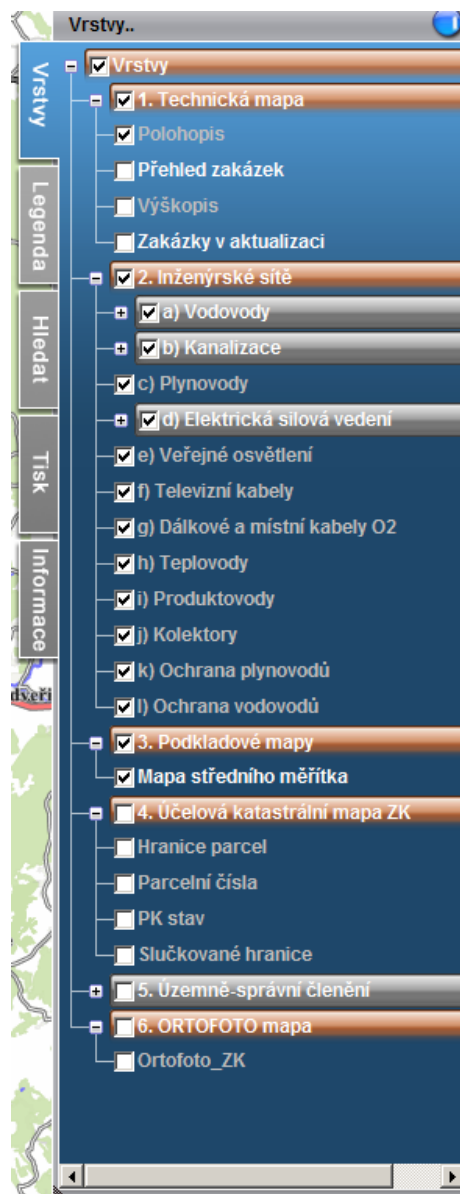 Vrstvy..
Vrstvy
Legenda
Hledat
Tisk
Informace
Vrstvy
1. Technická mapa
Polohopis
Přehled zakázek
Výškopis
Zakázky v aktualizaci
2. Inženýrské sítě
a) Vodovody
b) Kanalizace
c) Plynovody
d) Elektrická silová vedení
e) Veřejné osvětlení
f) Televizní kabely
g) Dálkové a místní kabely O2
h) Teplovody
i) Produktovody
j) Kolektory
k) Ochrana plynovodů
l) Ochrana vodovodů
3. Podkladové mapy
Mapa středního měřítka
4. Účelová katastrální mapa ZK
Hranice parcel
Parcelní čísla
PK stav
Slučkované hranice
5. Územně-správní členění
6. ORTOFOTO mapa
Ortofoto_ZK
dveři